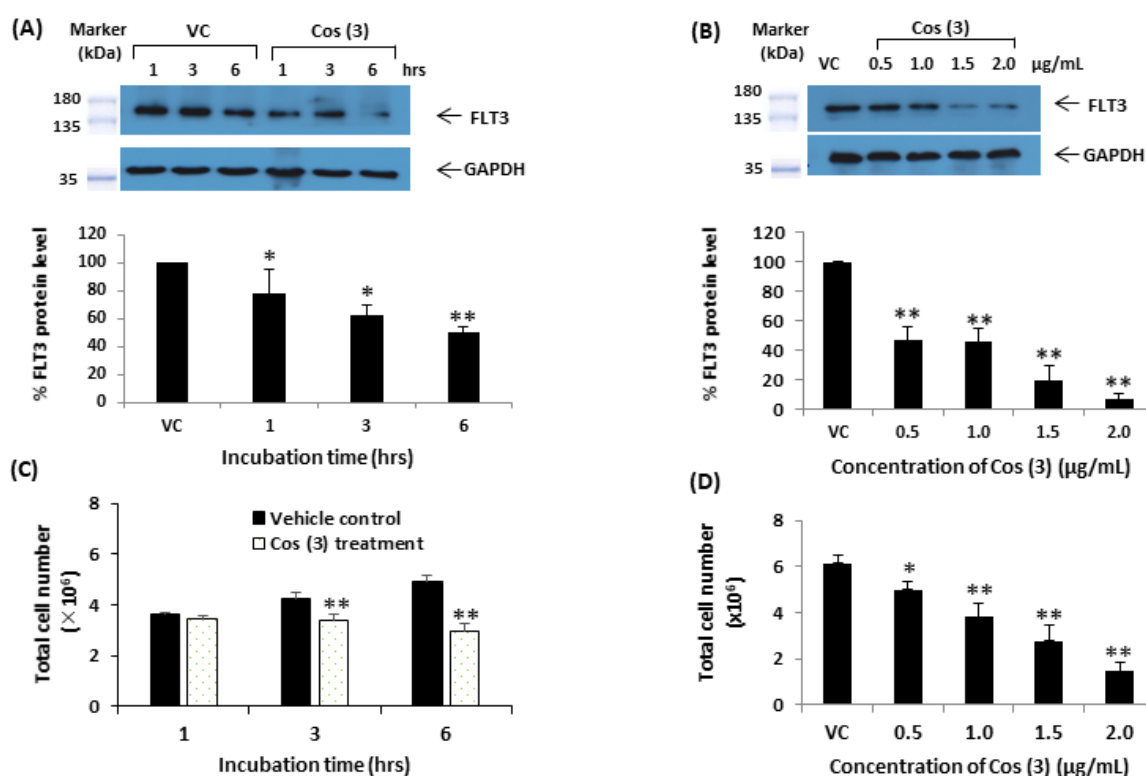 (A)
Marker
(kDa)
VC
Cos (3)
1 3 6 1 3 6 hrs
180
135
FLT3
35
GAPDH
% FLT3 protein level
120
100
80
60
40
20
0
*
*
**
VC 1 3 6
Incubation time (hrs)
(B)
Marker
(kDa)
Cos (3)
VC 0.5 1.0 1.5 2.0 µg/mL
180
135
FLT3
35
GAPDH
% FLT3 protein level
120
100
80
60
40
20
0
**
**
**
**
VC 0.5 1.0 1.5 2.0
Concentration of Cos (3) (µg/mL)
(C)
Total cell number
(×10⁶)
8
6
4
2
0
Vehicle control
Cos (3) treatment
**
**
1 3 6
Incubation time (hrs)
(D)
Total cell number
(x10⁶)
8
6
4
2
0
*
**
**
**
VC 0.5 1.0 1.5 2.0
Concentration of Cos (3) (µg/mL)